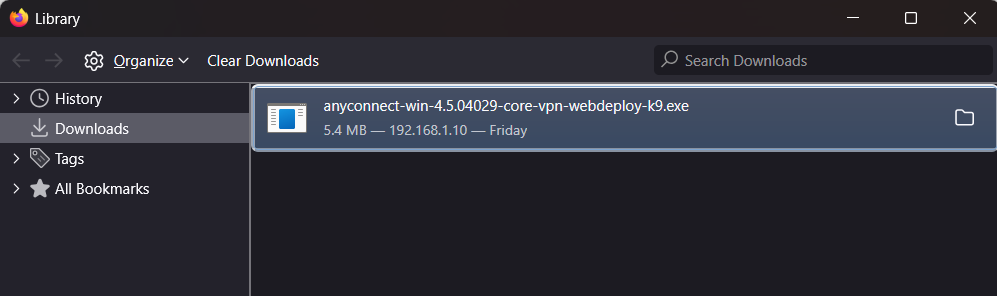 Library
Organize Clear Downloads Search Downloads
History
Downloads
Tags
All Bookmarks
anyconnect-win-4.5.04029-core-vpn-webdeploy-k9.exe
5.4 MB — 192.168.1.10 — Friday